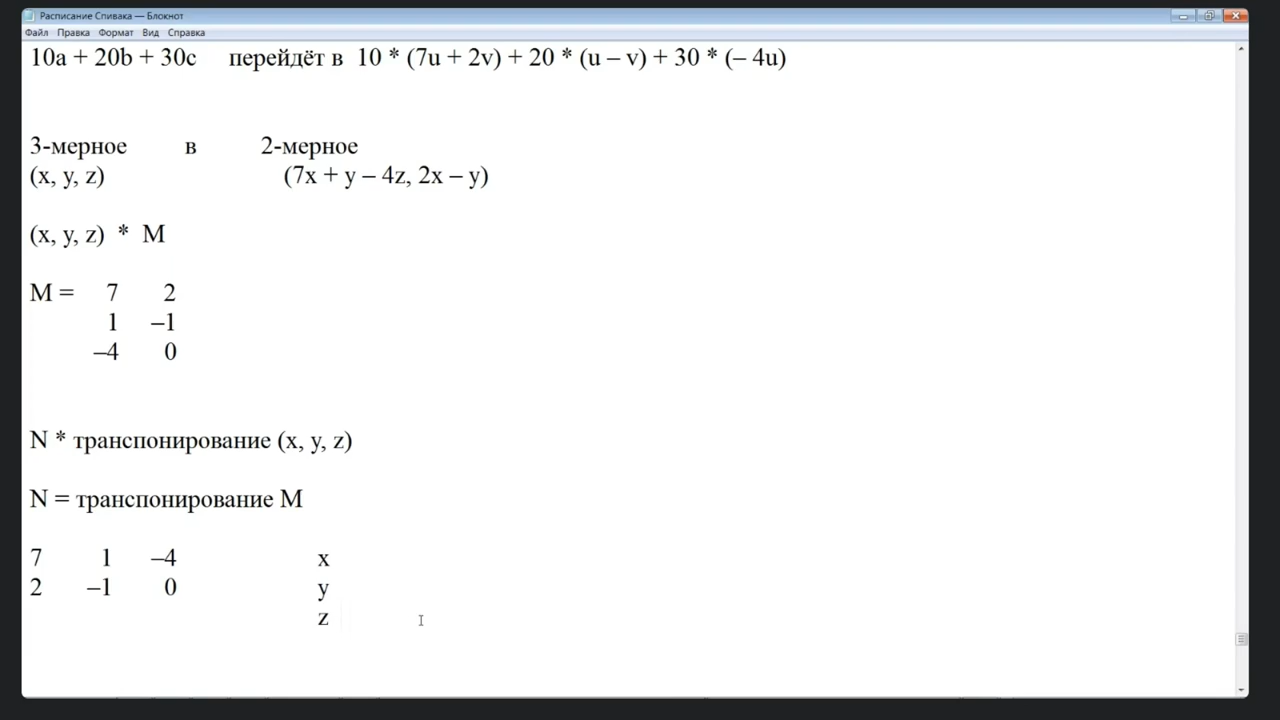 Расписание Спивака — Блокнот
Файл Правка Формат Вид Справка
10a + 20b + 30c перейдёт в 10 * (7u + 2v) + 20 * (u – v) + 30 * (– 4u)
3-мерное в 2-мерное
(x, y, z) (7x + y – 4z, 2x – y)
(x, y, z) * M
M = 7 2
1 –1
–4 0
N * транспонирование (x, y, z)
N = транспонирование M
7 1 –4 x
2 –1 0 y
z